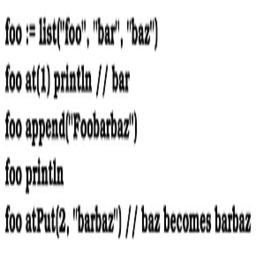 foo := list("foo", "bar", "baz")
foo at(1) println // bar
foo append("Foobarbaz")
foo println
foo atPut(2, "barbaz") // baz becomes barbaz